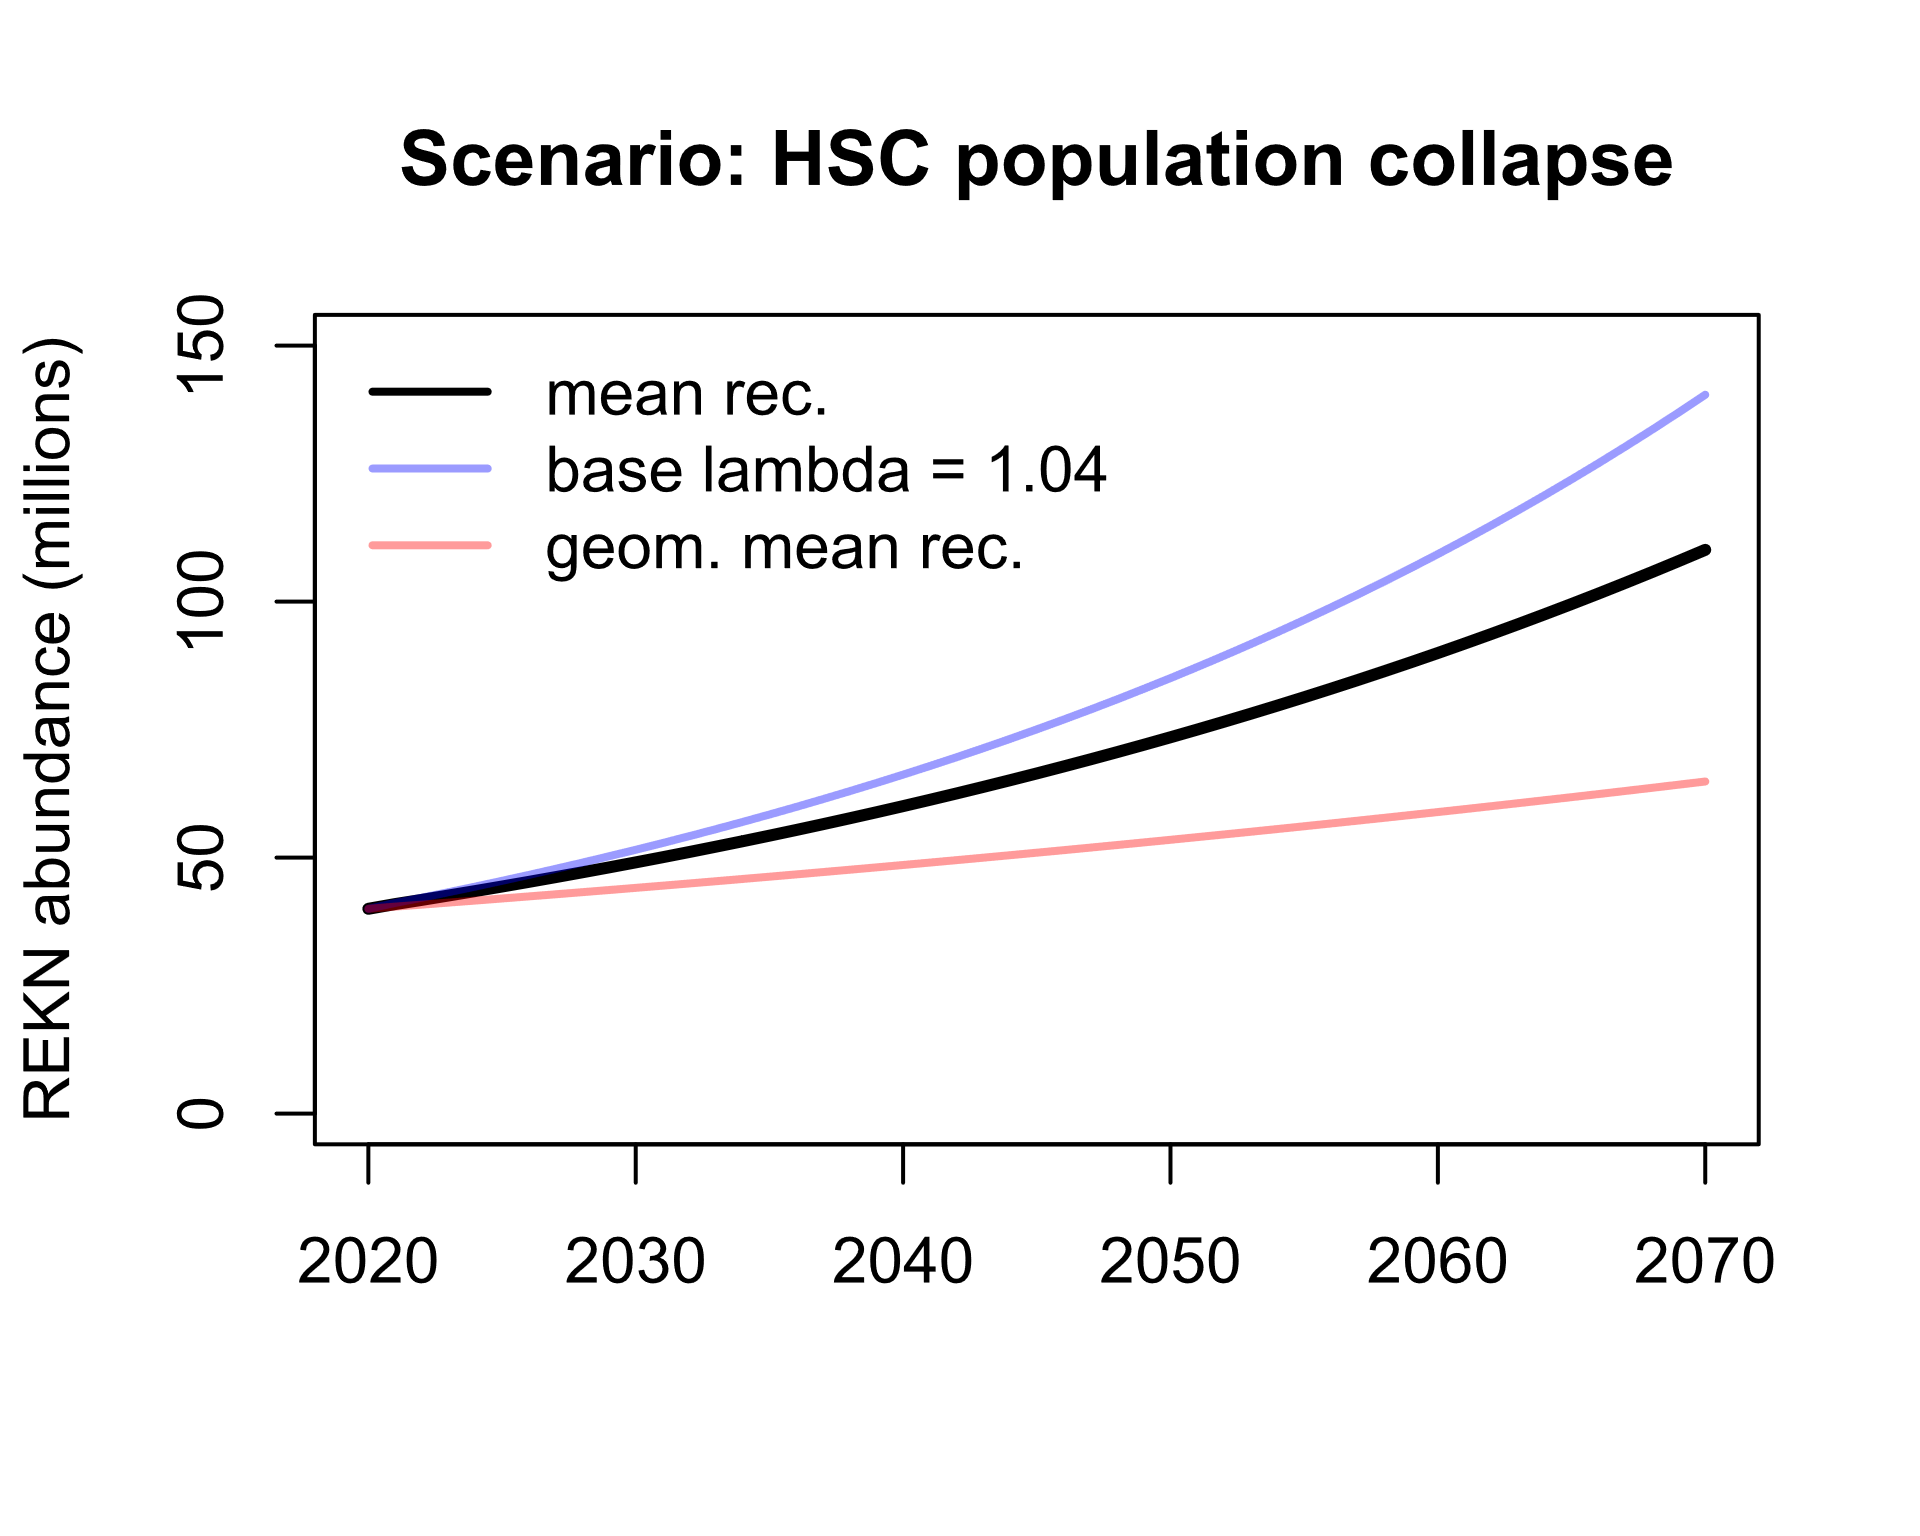 Scenario: HSC population collapse
REKN abundance (millions)
150
100
50
0
mean rec.
base lambda = 1.04
geom. mean rec.
2020 2030 2040 2050 2060 2070